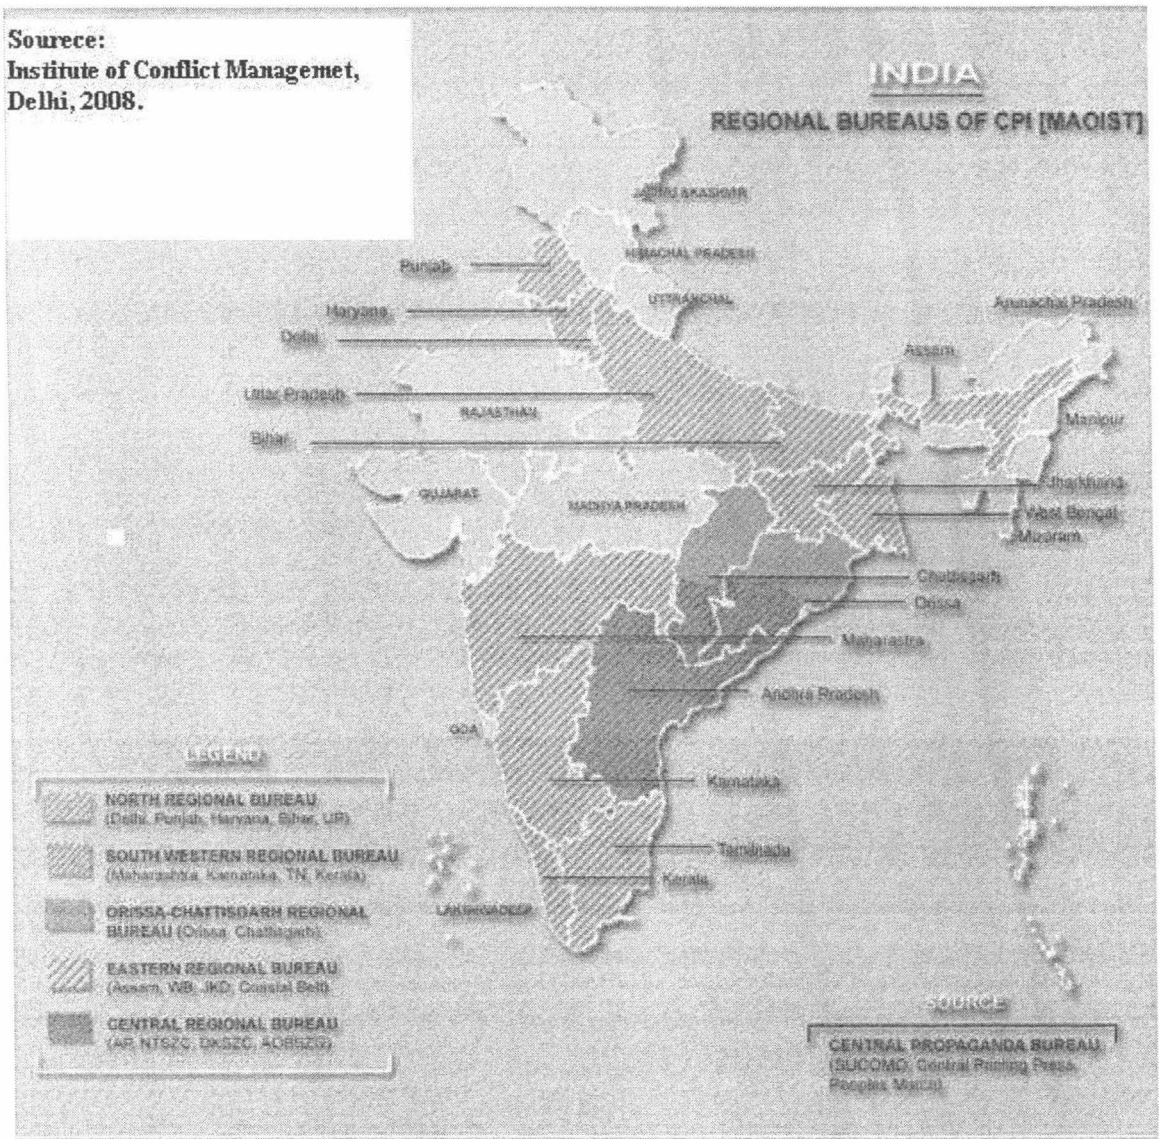 Sourece:
Institute of Conflict Managemet,
Delhi, 2008.
INDIA
REGIONAL BUREAUS OF CPI [MAOIST]
JAMMU &KASHMIR
HIMACHAL PRADESH
Punjab
UTTRANCHAL
Arunachal Pradesh
Haryana
Delhi
Assam
Uttar Pradesh
RAJASTHAN
Manipur
Bihar
GUJARAT
MADHYA PRADESH
Jharkhand
West Bengal
Mizoram
Chattisgarh
Orissa
Maharastra
Andhra Pradesh
GOA
Karnataka
Tamilnadu
Kerala
LAKSHADEEP
LEGEND
NORTH REGIONAL BUREAU
(Delhi, Punjab, Haryana, Bihar, UP)
SOUTH WESTERN REGIONAL BUREAU
(Maharashtra, Karnataka, TN, Kerala)
ORISSA-CHATTISGARH REGIONAL
BUREAU (Orissa, Chattisgarh)
EASTERN REGIONAL BUREAU
(Assam, WB, JKD, Coastal Belt)
CENTRAL REGIONAL BUREAU
(AP, NTSZC, DKSZC, AOBSZC)
SOURCE
CENTRAL PROPAGANDA BUREAU
(SUCOMO, Central Printing Press,
Peoples March)